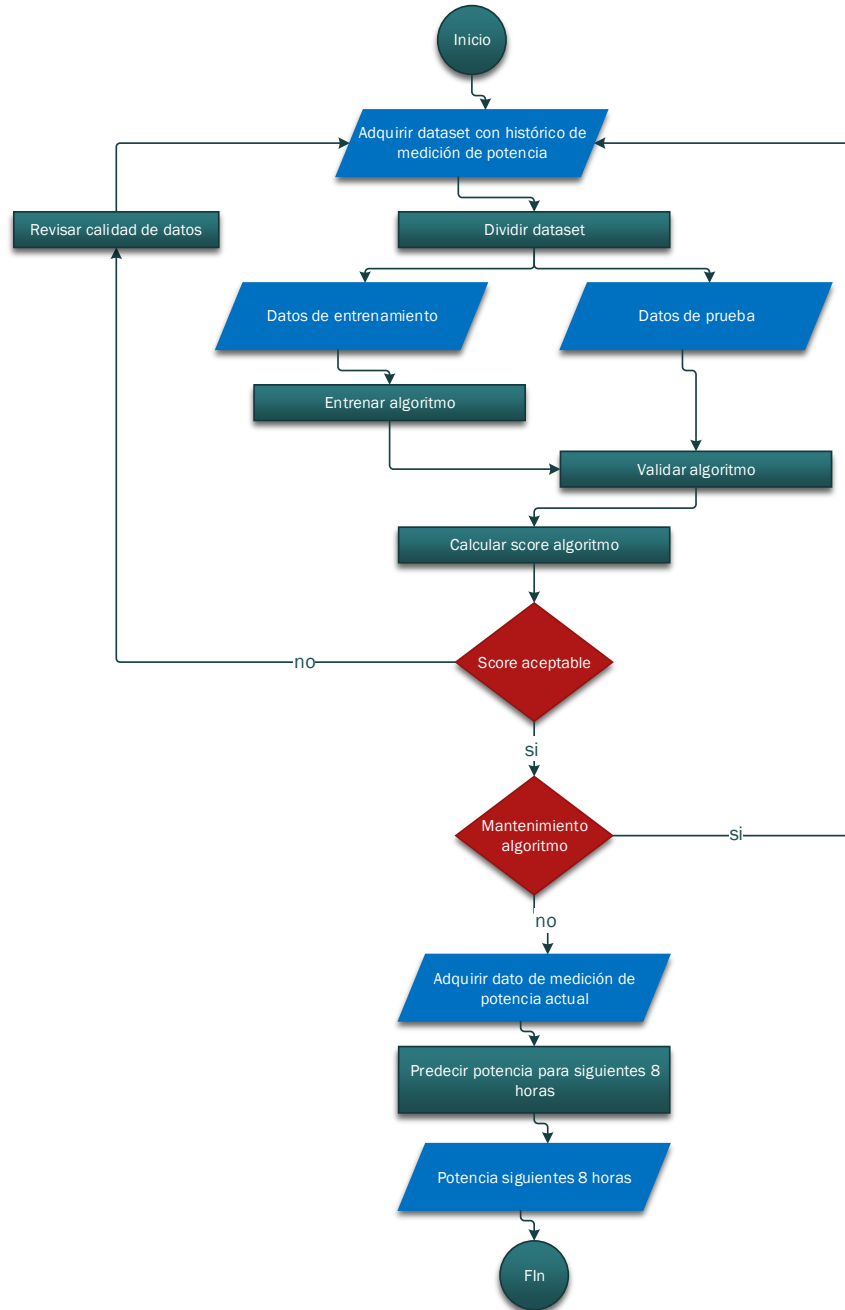 Inicio
Adquirir dataset con histórico de
medición de potencia
Revisar calidad de datos
Dividir dataset
Datos de entrenamiento
Datos de prueba
Entrenar algoritmo
Validar algoritmo
Calcular score algoritmo
Score aceptable
no
si
Mantenimiento
algoritmo
si
no
Adquirir dato de medición de
potencia actual
Predecir potencia para siguientes 8
horas
Potencia siguientes 8 horas
FIn